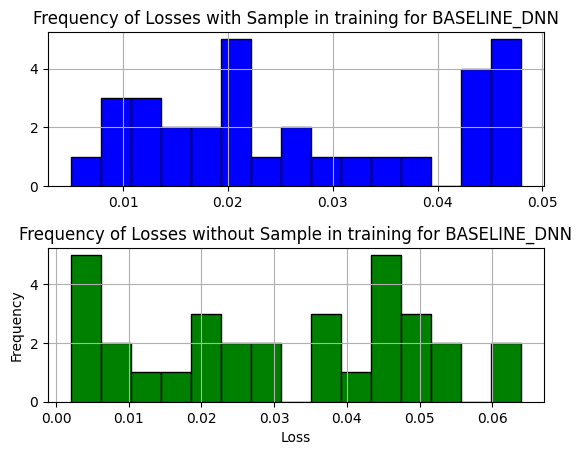 Frequency of Losses with Sample in training for BASELINE_DNN
4
2
0
0.01 0.02 0.03 0.04 0.05
Frequency of Losses without Sample in training for BASELINE_DNN
Frequency
4
2
0
0.00 0.01 0.02 0.03 0.04 0.05 0.06
Loss